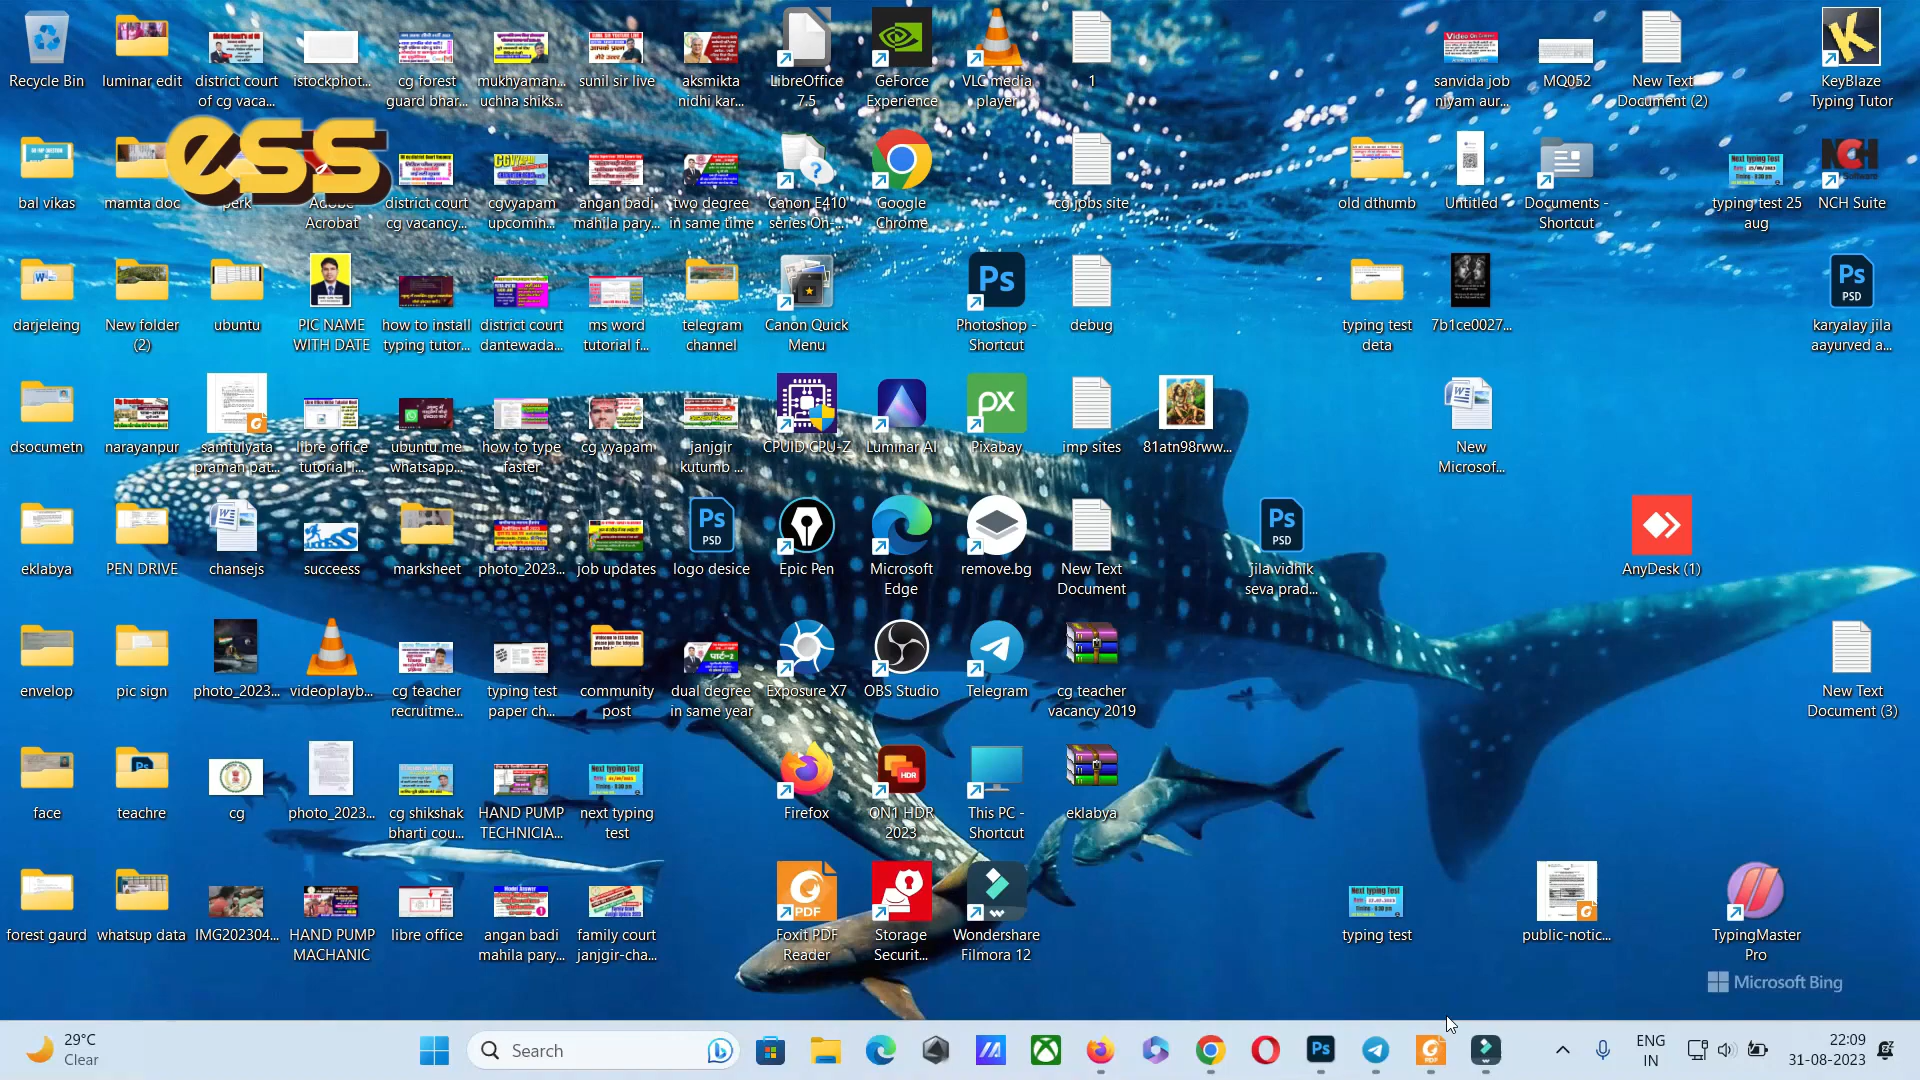 Recycle Bin
luminar edit
district court
of cg vaca...
istockphot...
cg forest
guard bhar...
mukhyaman...
uchha shiks...
sunil sir live
aksmikta
nidhi kar...
LibreOffice
7.5
GeForce
Experience
VLC media
player
1
sanvida job
niyam aur...
MQ052
New Text
Document (2)
KeyBlaze
Typing Tutor
ess
bal vikas
mamta doc
perk
Adobe
Acrobat
district court
cg vacancy...
cgvyapam
upcomin...
angan badi
mahila pary...
two degree
in same time
Canon E410
series On-...
Google
Chrome
cg jobs site
old dthumb
Untitled
Documents -
Shortcut
typing test 25
aug
NCH Suite
darjeleing
New folder
(2)
ubuntu
PIC NAME
WITH DATE
how to install
typing tutor...
district court
dantewada...
ms word
tutorial f...
telegram
channel
Canon Quick
Menu
Photoshop -
Shortcut
debug
typing test
deta
7b1ce0027...
karyalay jila
aayurved a...
dsocumetn
narayanpur
samtulyata
praman pat...
libre office
tutorial i...
ubuntu me
whatsapp...
how to type
faster
cg vyapam
janjgir
kutumb ...
CPUID CPU-Z
Luminar AI
Pixabay
imp sites
81atn98rww...
New
Microsof...
eklabya
PEN DRIVE
chansejs
succeess
marksheet
photo_2023...
job updates
logo desice
Epic Pen
Microsoft
Edge
remove.bg
New Text
Document
jila vidhik
seva prad...
AnyDesk (1)
envelop
pic sign
photo_2023...
videoplayb...
cg teacher
recruitme...
typing test
paper ch...
community
post
dual degree
in same year
Exposure X7
OBS Studio
Telegram
cg teacher
vacancy 2019
New Text
Document (3)
face
teachre
cg
photo_2023...
cg shikshak
bharti cou...
HAND PUMP
TECHNICIA...
next typing
test
Firefox
ON1 HDR
2023
This PC -
Shortcut
eklabya
forest gaurd
whatsup data
IMG202304...
HAND PUMP
MACHANIC
libre office
angan badi
mahila pary...
family court
janjgir-cha...
Foxit PDF
Reader
Storage
Securit...
Wondershare
Filmora 12
typing test
public-notic...
TypingMaster
Pro
Microsoft Bing
29°C
Clear
Search
ENG
IN
22:09
31-08-2023